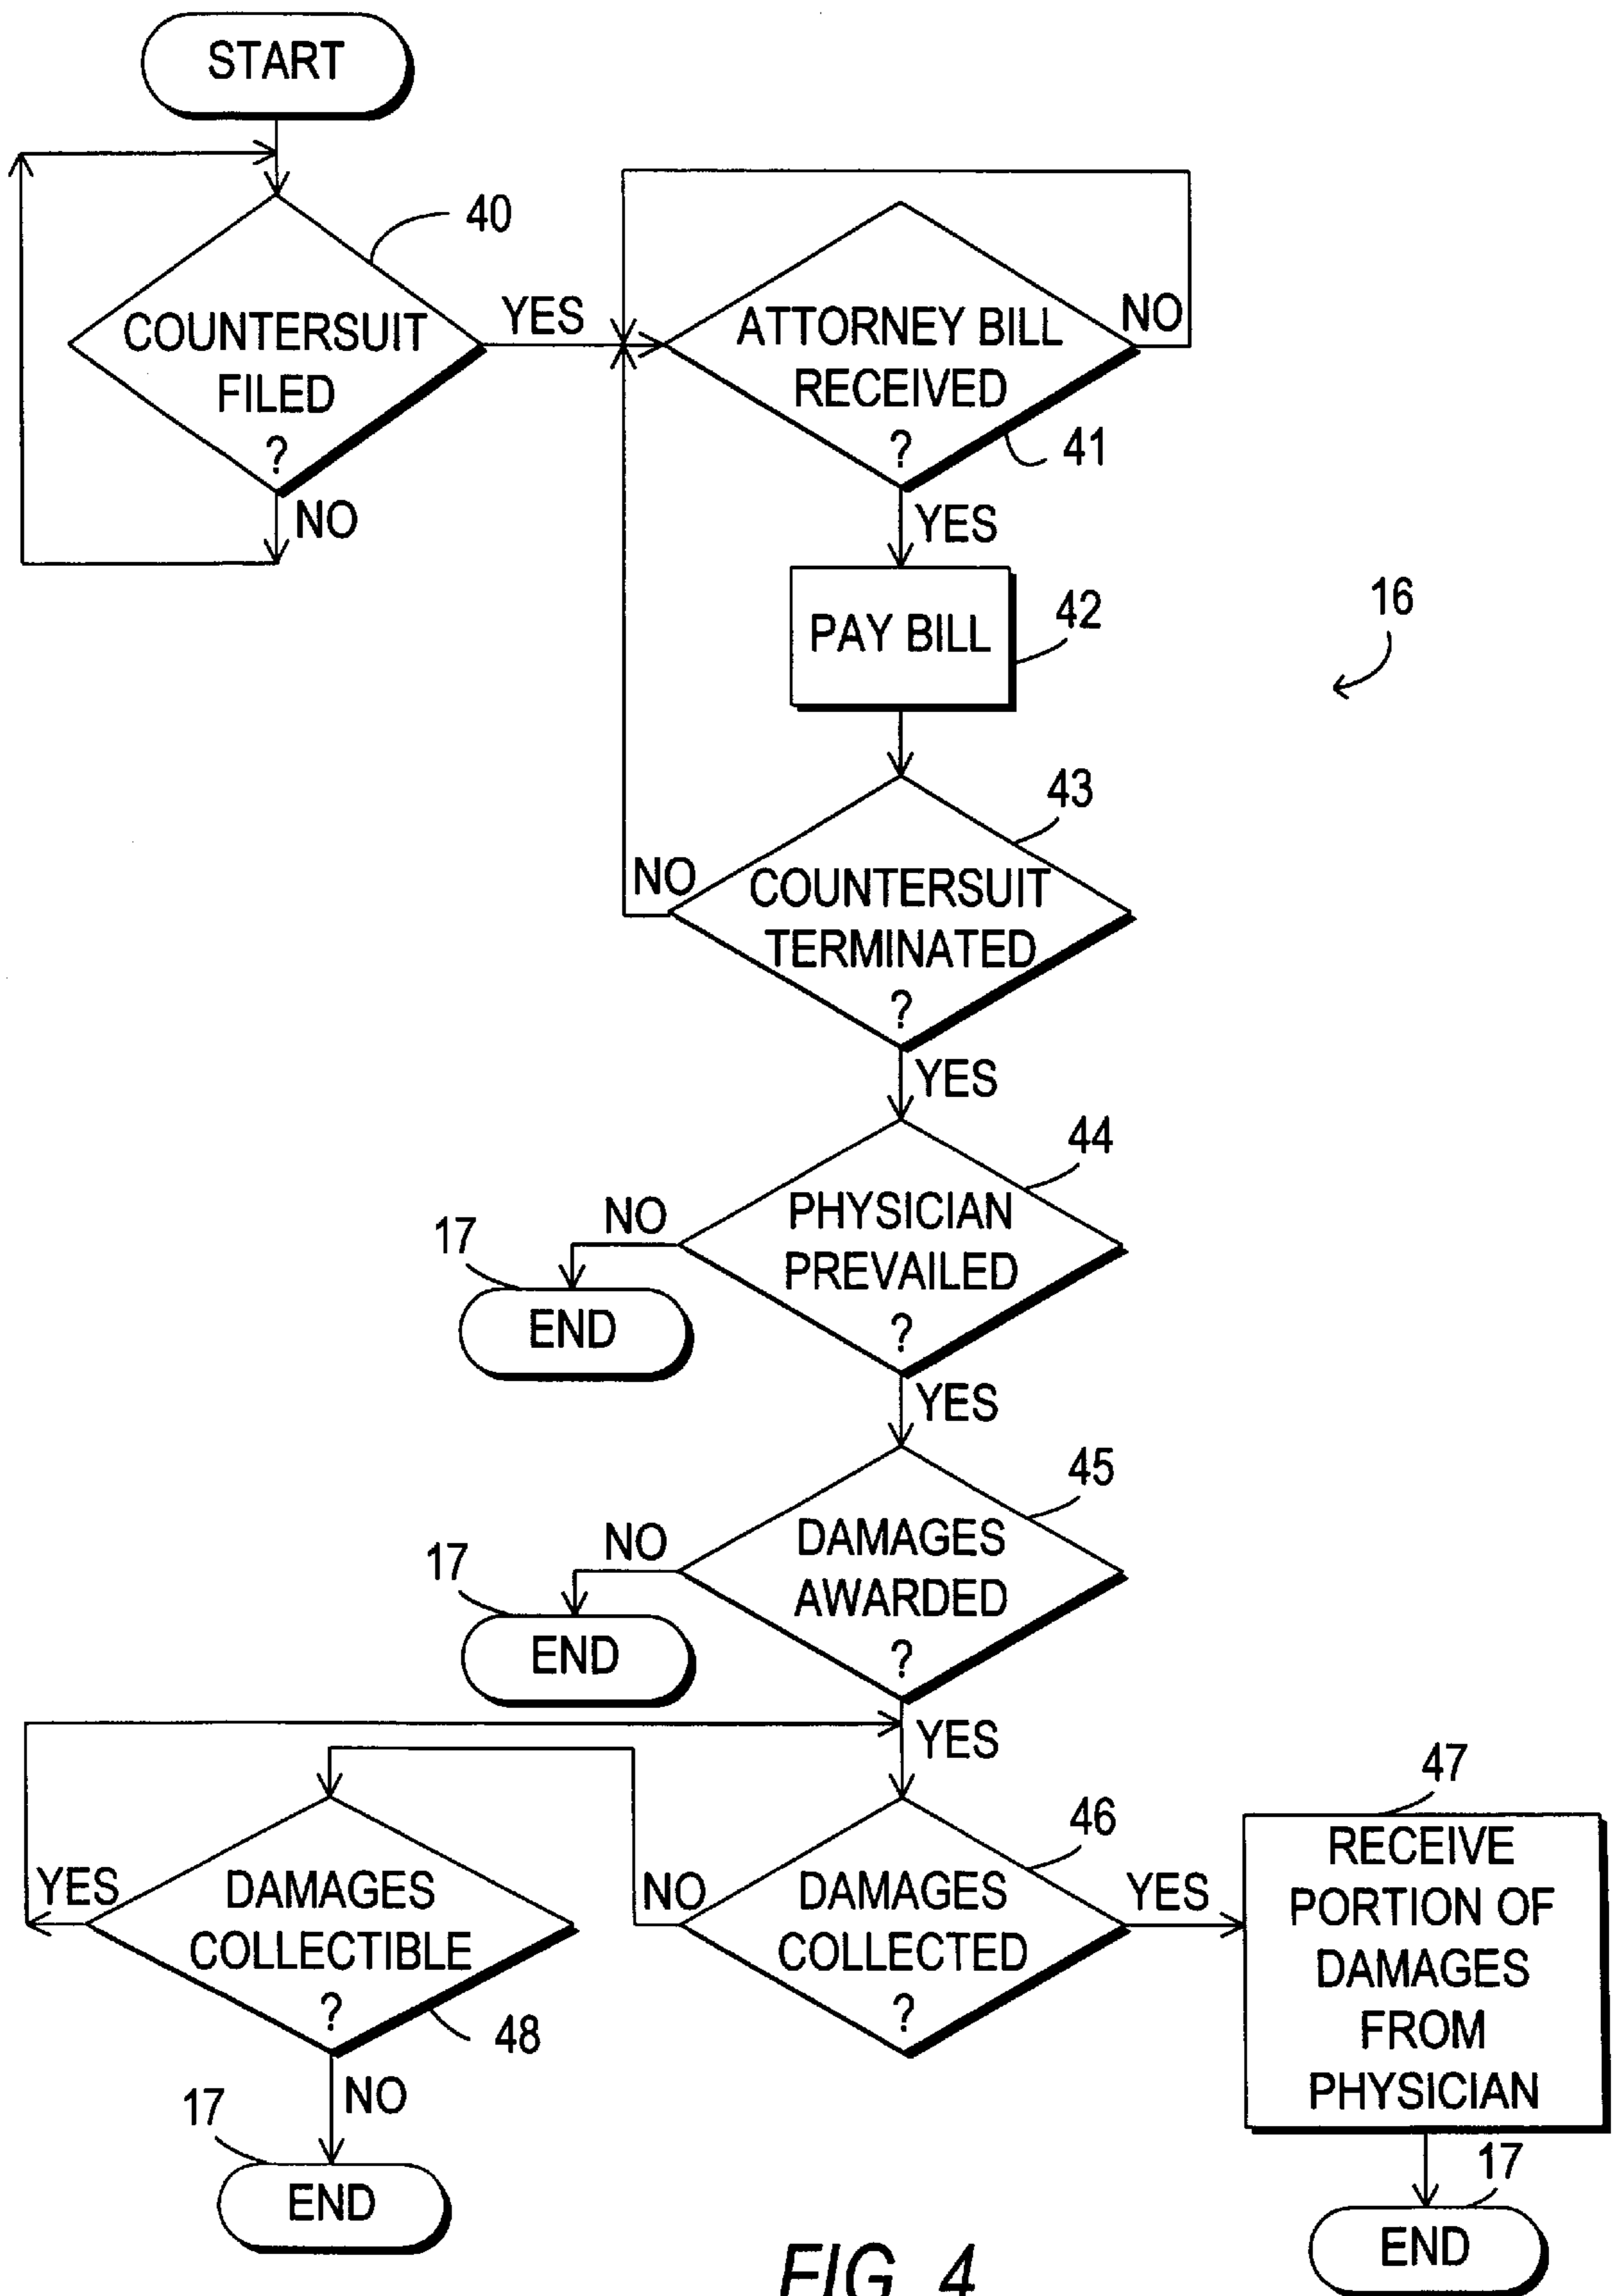 START
40
COUNTERSUIT
FILED
?
YES
NO
ATTORNEY BILL
RECEIVED
?
NO
41
YES
PAY BILL
42
16
43
COUNTERSUIT
TERMINATED
?
NO
YES
44
PHYSICIAN
PREVAILED
?
NO
17
END
YES
45
DAMAGES
AWARDED
?
NO
17
END
YES
46
DAMAGES
COLLECTED
?
NO
YES
47
RECEIVE
PORTION OF
DAMAGES
FROM
PHYSICIAN
YES
DAMAGES
COLLECTIBLE
?
48
NO
17
END
17
END
FIG. 4